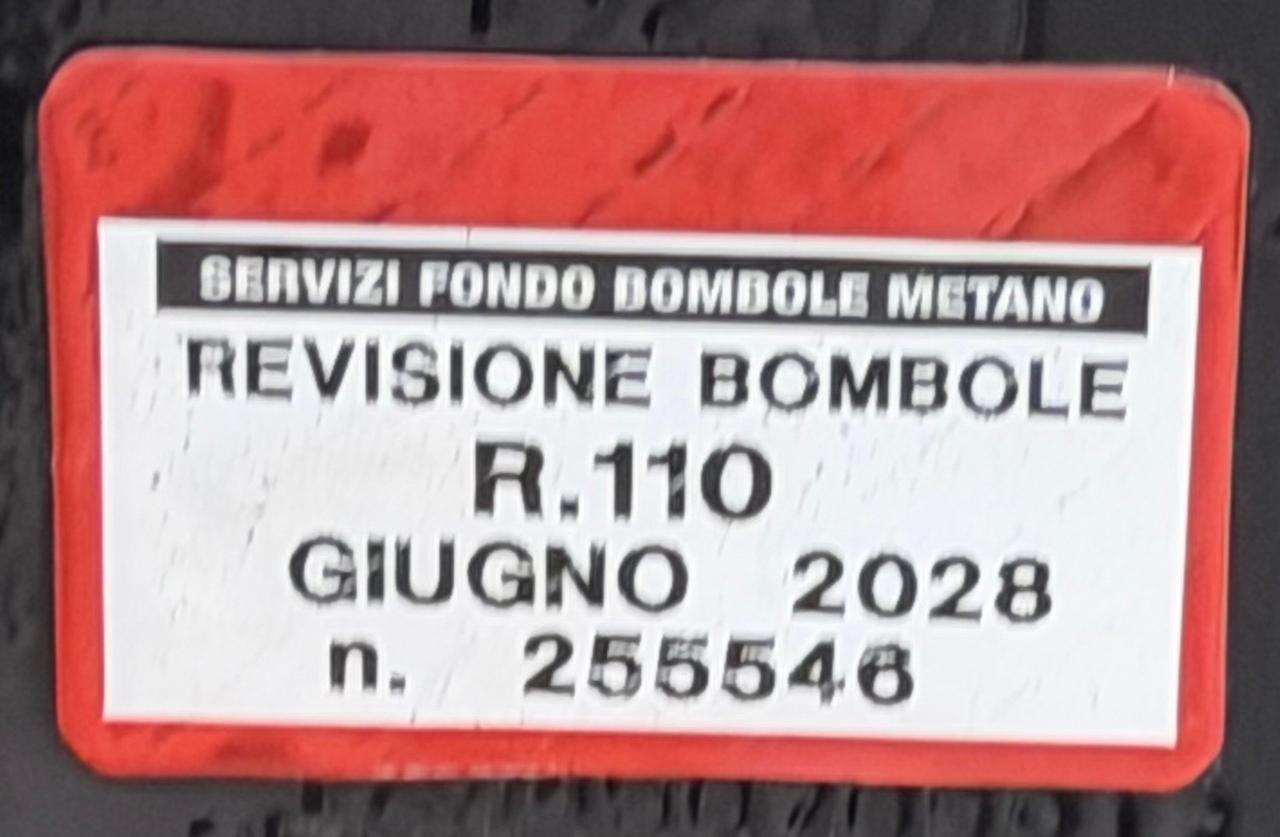 SERVIZI FONDO BOMBOLE METANO
REVISIONE BOMBOLE
R.110
GIUGNO 2028
n. 255546